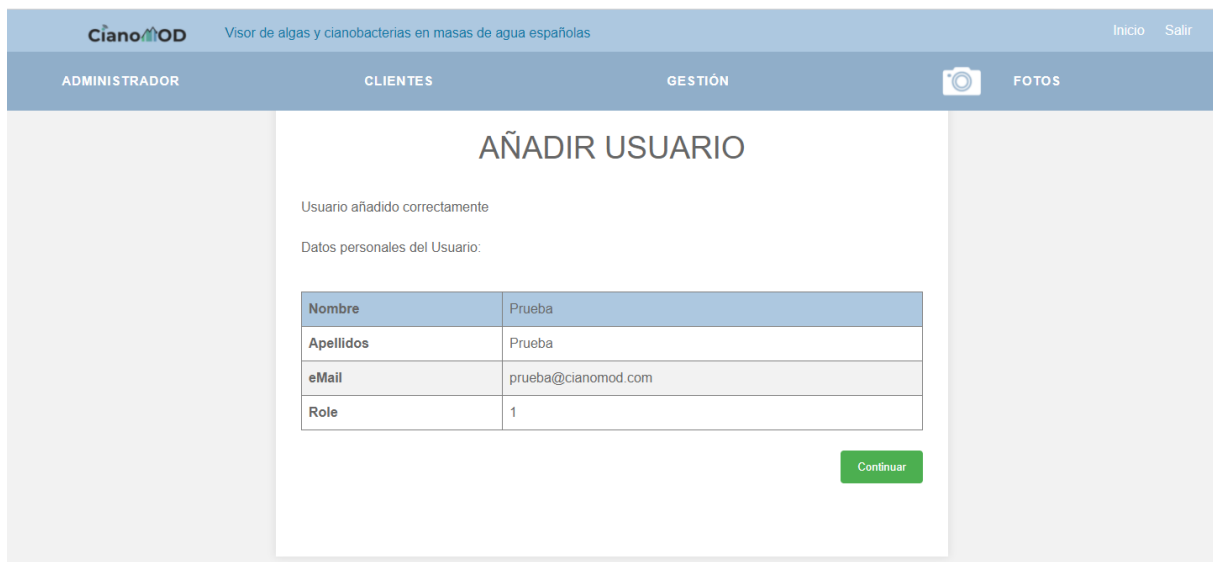 CianoMOD Visor de algas y cianobacterias en masas de agua españolas Inicio Salir
ADMINISTRADOR CLIENTES GESTIÓN FOTOS
AÑADIR USUARIO
Usuario añadido correctamente
Datos personales del Usuario:
Nombre Prueba
Apellidos Prueba
eMail prueba@cianomod.com
Role 1
Continuar